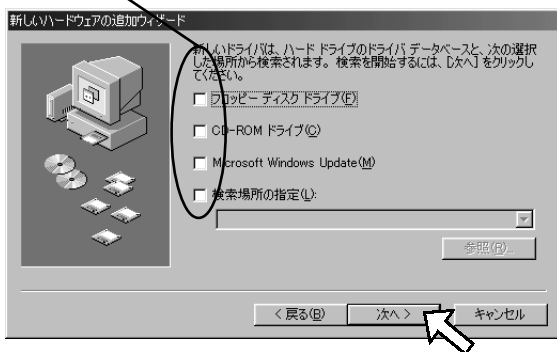 新しいハードウェアの追加ウィザード
新しいドライバは、ハード ドライブのドライバ データベースと、次の選択
した場所から検索されます。検索を開始するには、[次へ] をクリックし
てください。
フロッピー ディスク ドライブ(F)
CD-ROM ドライブ(C)
Microsoft Windows Update(M)
検索場所の指定(L):
参照(R)...
< 戻る(B)
次へ >
キャンセル